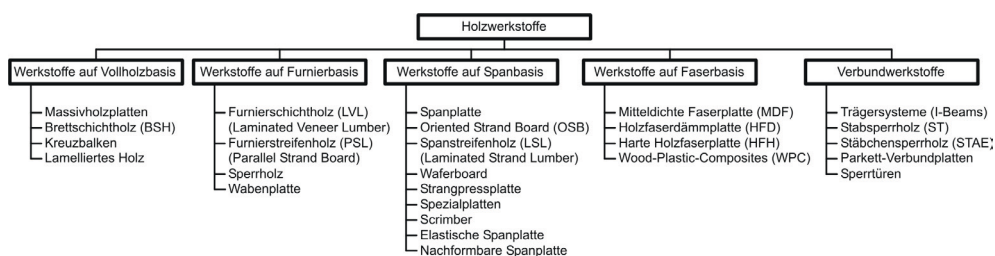 Holzwerkstoffe
Werkstoffe auf Vollholzbasis
Massivholzplatten
Brettschichtholz (BSH)
Kreuzbalken
Lamelliertes Holz
Werkstoffe auf Furnierbasis
Furnierschichtholz (LVL)
(Laminated Veneer Lumber)
Furnierstreifenholz (PSL)
(Parallel Strand Board)
Sperrholz
Wabenplatte
Werkstoffe auf Spanbasis
Spanplatte
Oriented Strand Board (OSB)
Spanstreifenholz (LSL)
(Laminated Strand Lumber)
Waferboard
Strangpressplatte
Spezialplatten
Scrimber
Elastische Spanplatte
Nachformbare Spanplatte
Werkstoffe auf Faserbasis
Mitteldichte Faserplatte (MDF)
Holzfaserdämmplatte (HFD)
Harte Holzfaserplatte (HFH)
Wood-Plastic-Composites (WPC)
Verbundwerkstoffe
Trägersysteme (I-Beams)
Stabsperrholz (ST)
Stäbchensperrholz (STAE)
Parkett-Verbundplatten
Sperrtüren